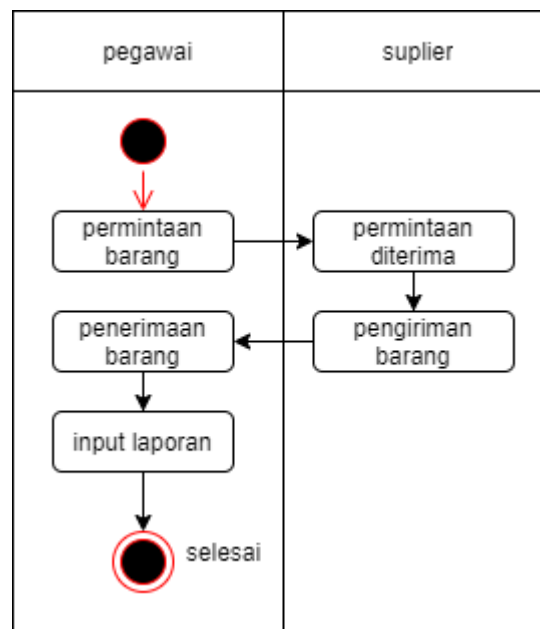 pegawai
suplier
permintaan
barang
permintaan
diterima
penerimaan
barang
pengiriman
barang
input laporan
selesai